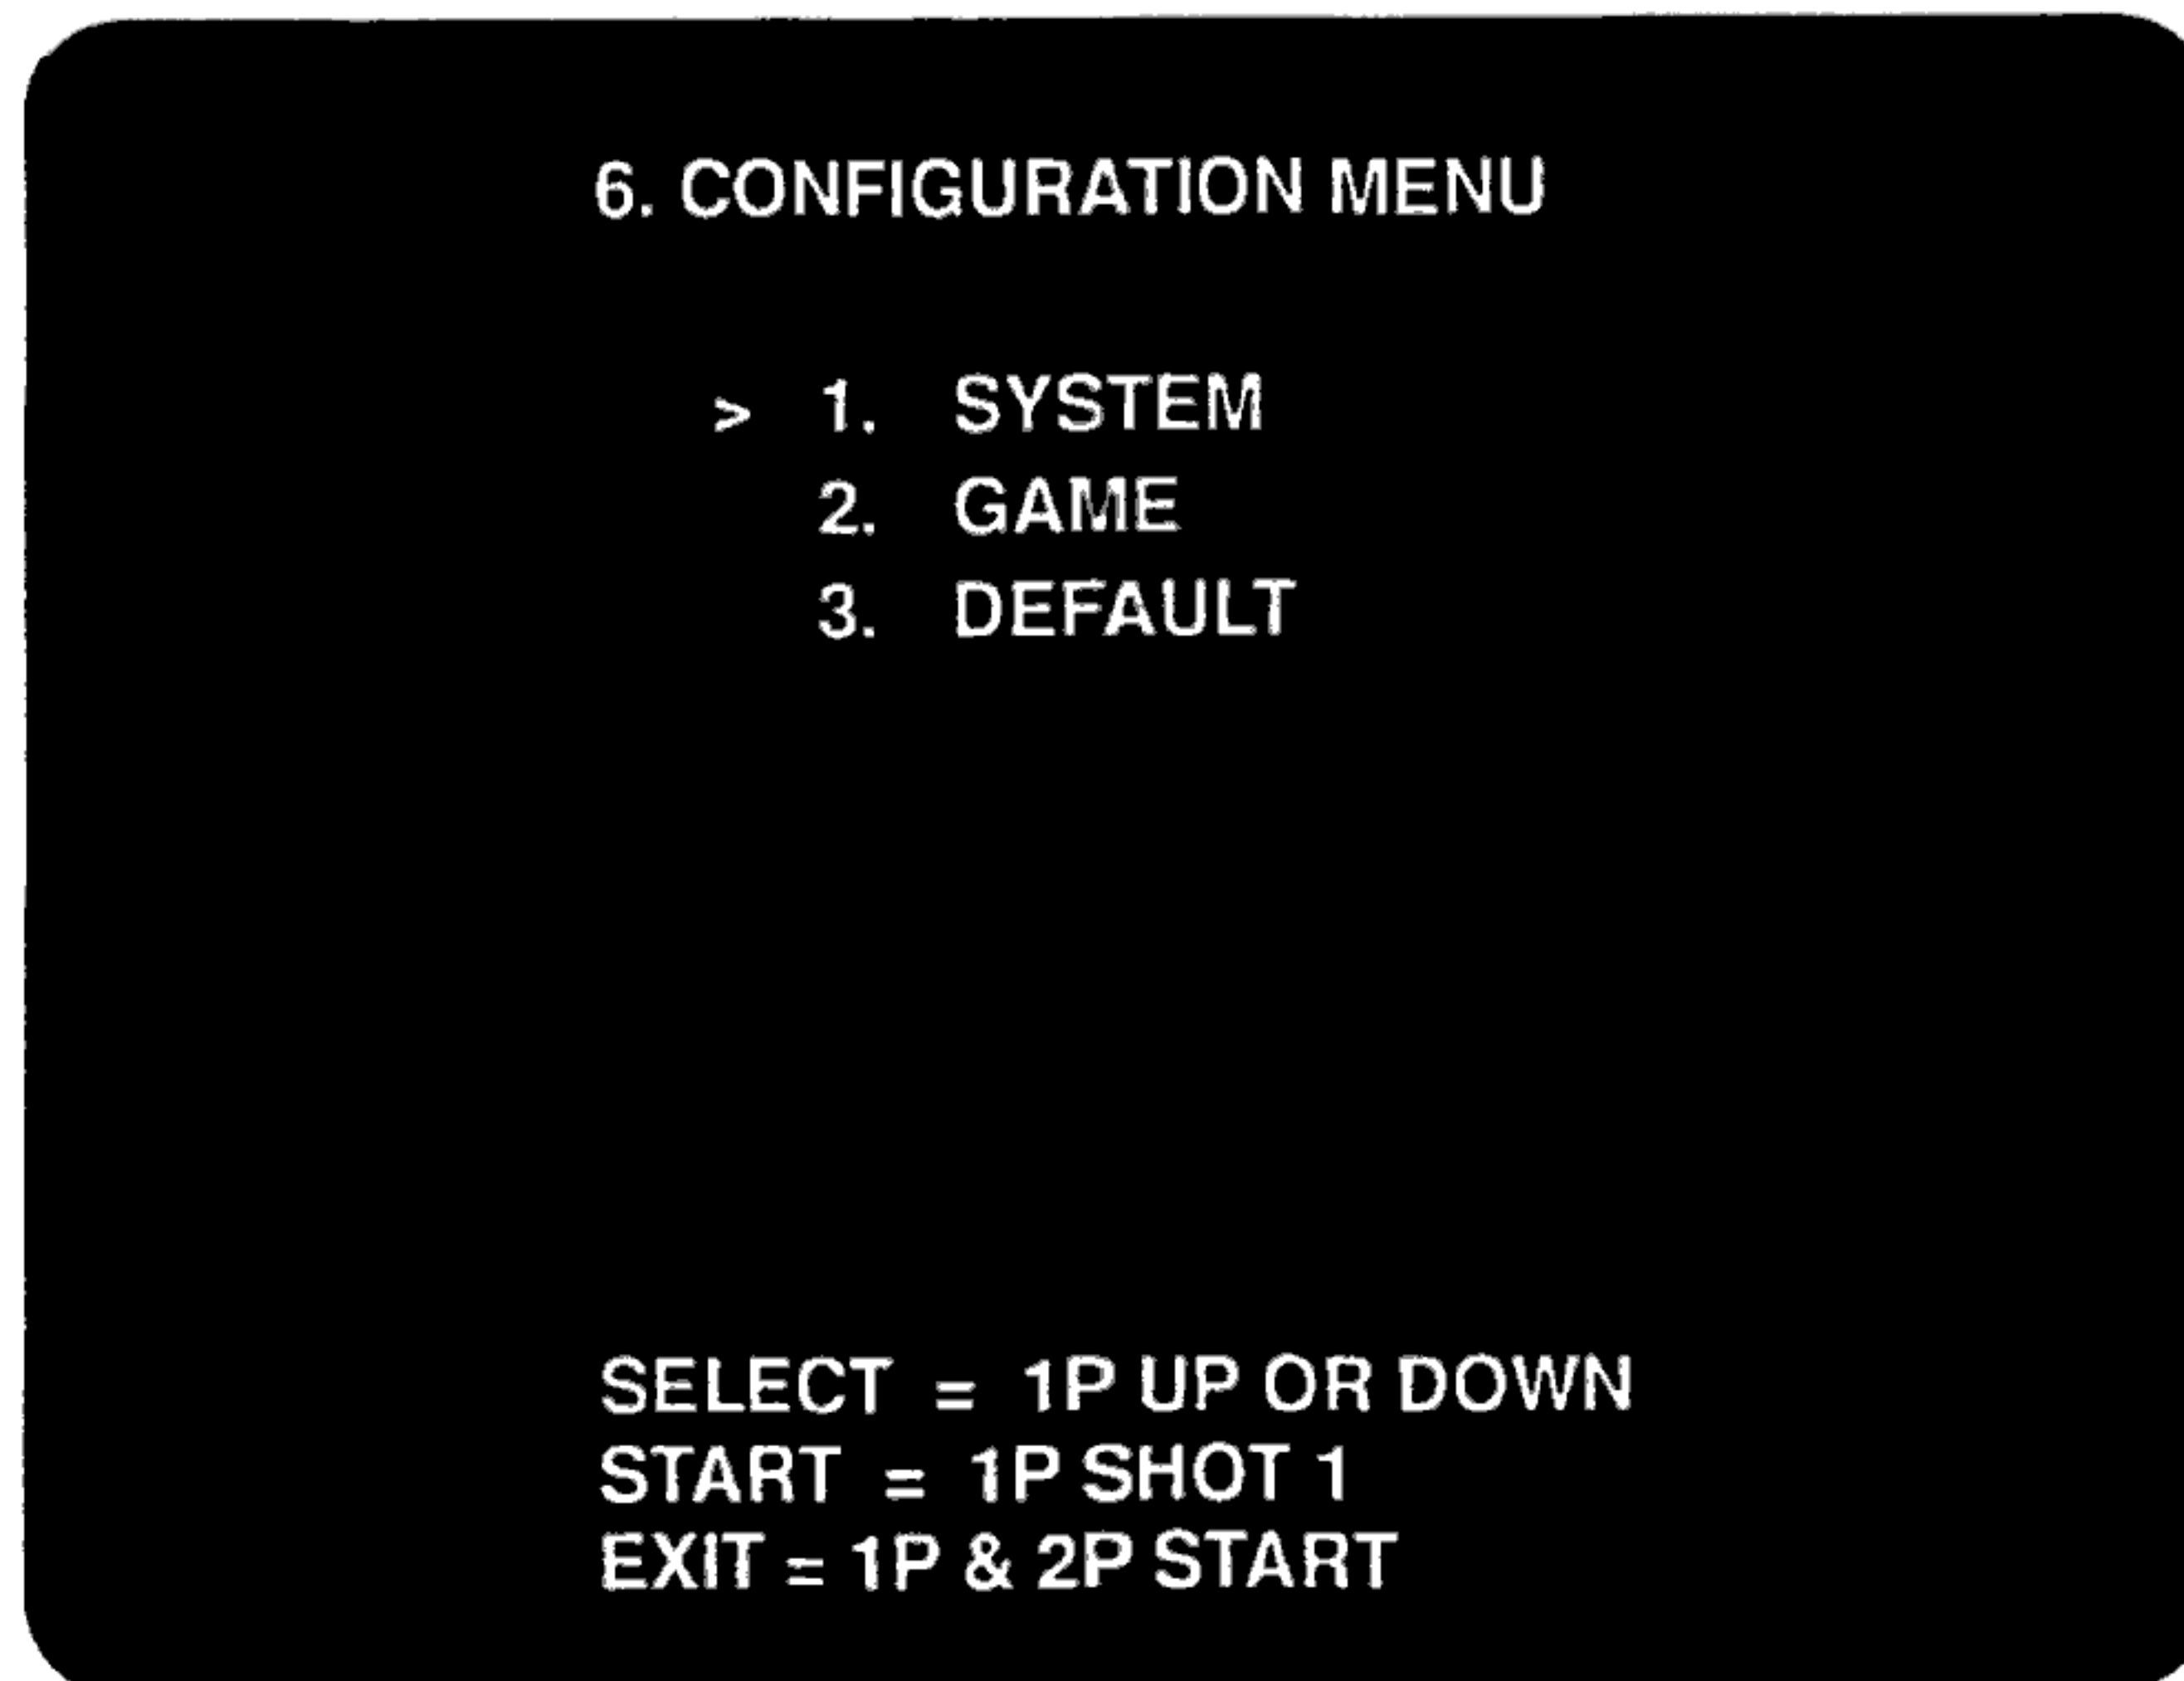 6. CONFIGURATION MENU
> 1. SYSTEM
2. GAME
3. DEFAULT
SELECT = 1P UP OR DOWN
START = 1P SHOT 1
EXIT = 1P & 2P START